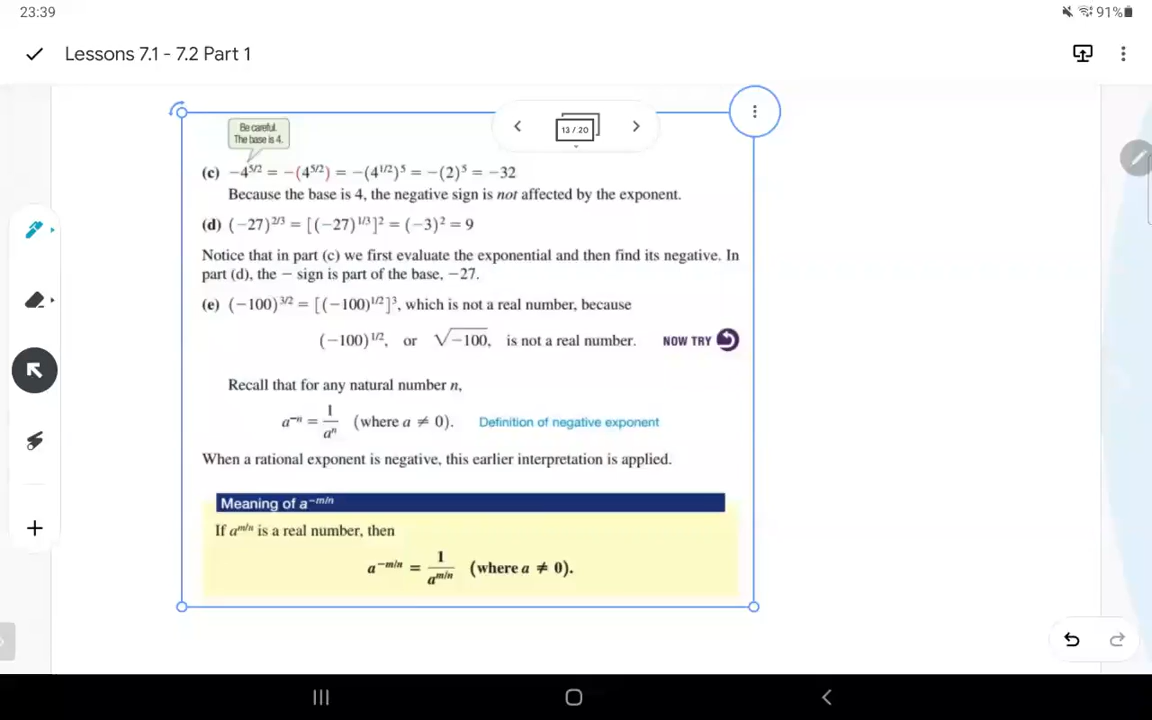 23:39
91%
Lessons 7.1 - 7.2 Part 1
13 / 20
Be careful.
The base is 4.
(c) −4^5/2 = −(4^5/2) = −(4^1/2)^5 = −(2)^5 = −32
Because the base is 4, the negative sign is not affected by the exponent.
(d) (−27)^2/3 = [(−27)^1/3]^2 = (−3)^2 = 9
Notice that in part (c) we first evaluate the exponential and then find its negative. In
part (d), the − sign is part of the base, −27.
(e) (−100)^3/2 = [(−100)^1/2]^3, which is not a real number, because
(−100)^1/2, or √−100, is not a real number. NOW TRY
Recall that for any natural number n,
a^−n = 1/a^n (where a ≠ 0). Definition of negative exponent
When a rational exponent is negative, this earlier interpretation is applied.
Meaning of a^−m/n
If a^m/n is a real number, then
a^−m/n = 1/a^m/n (where a ≠ 0).